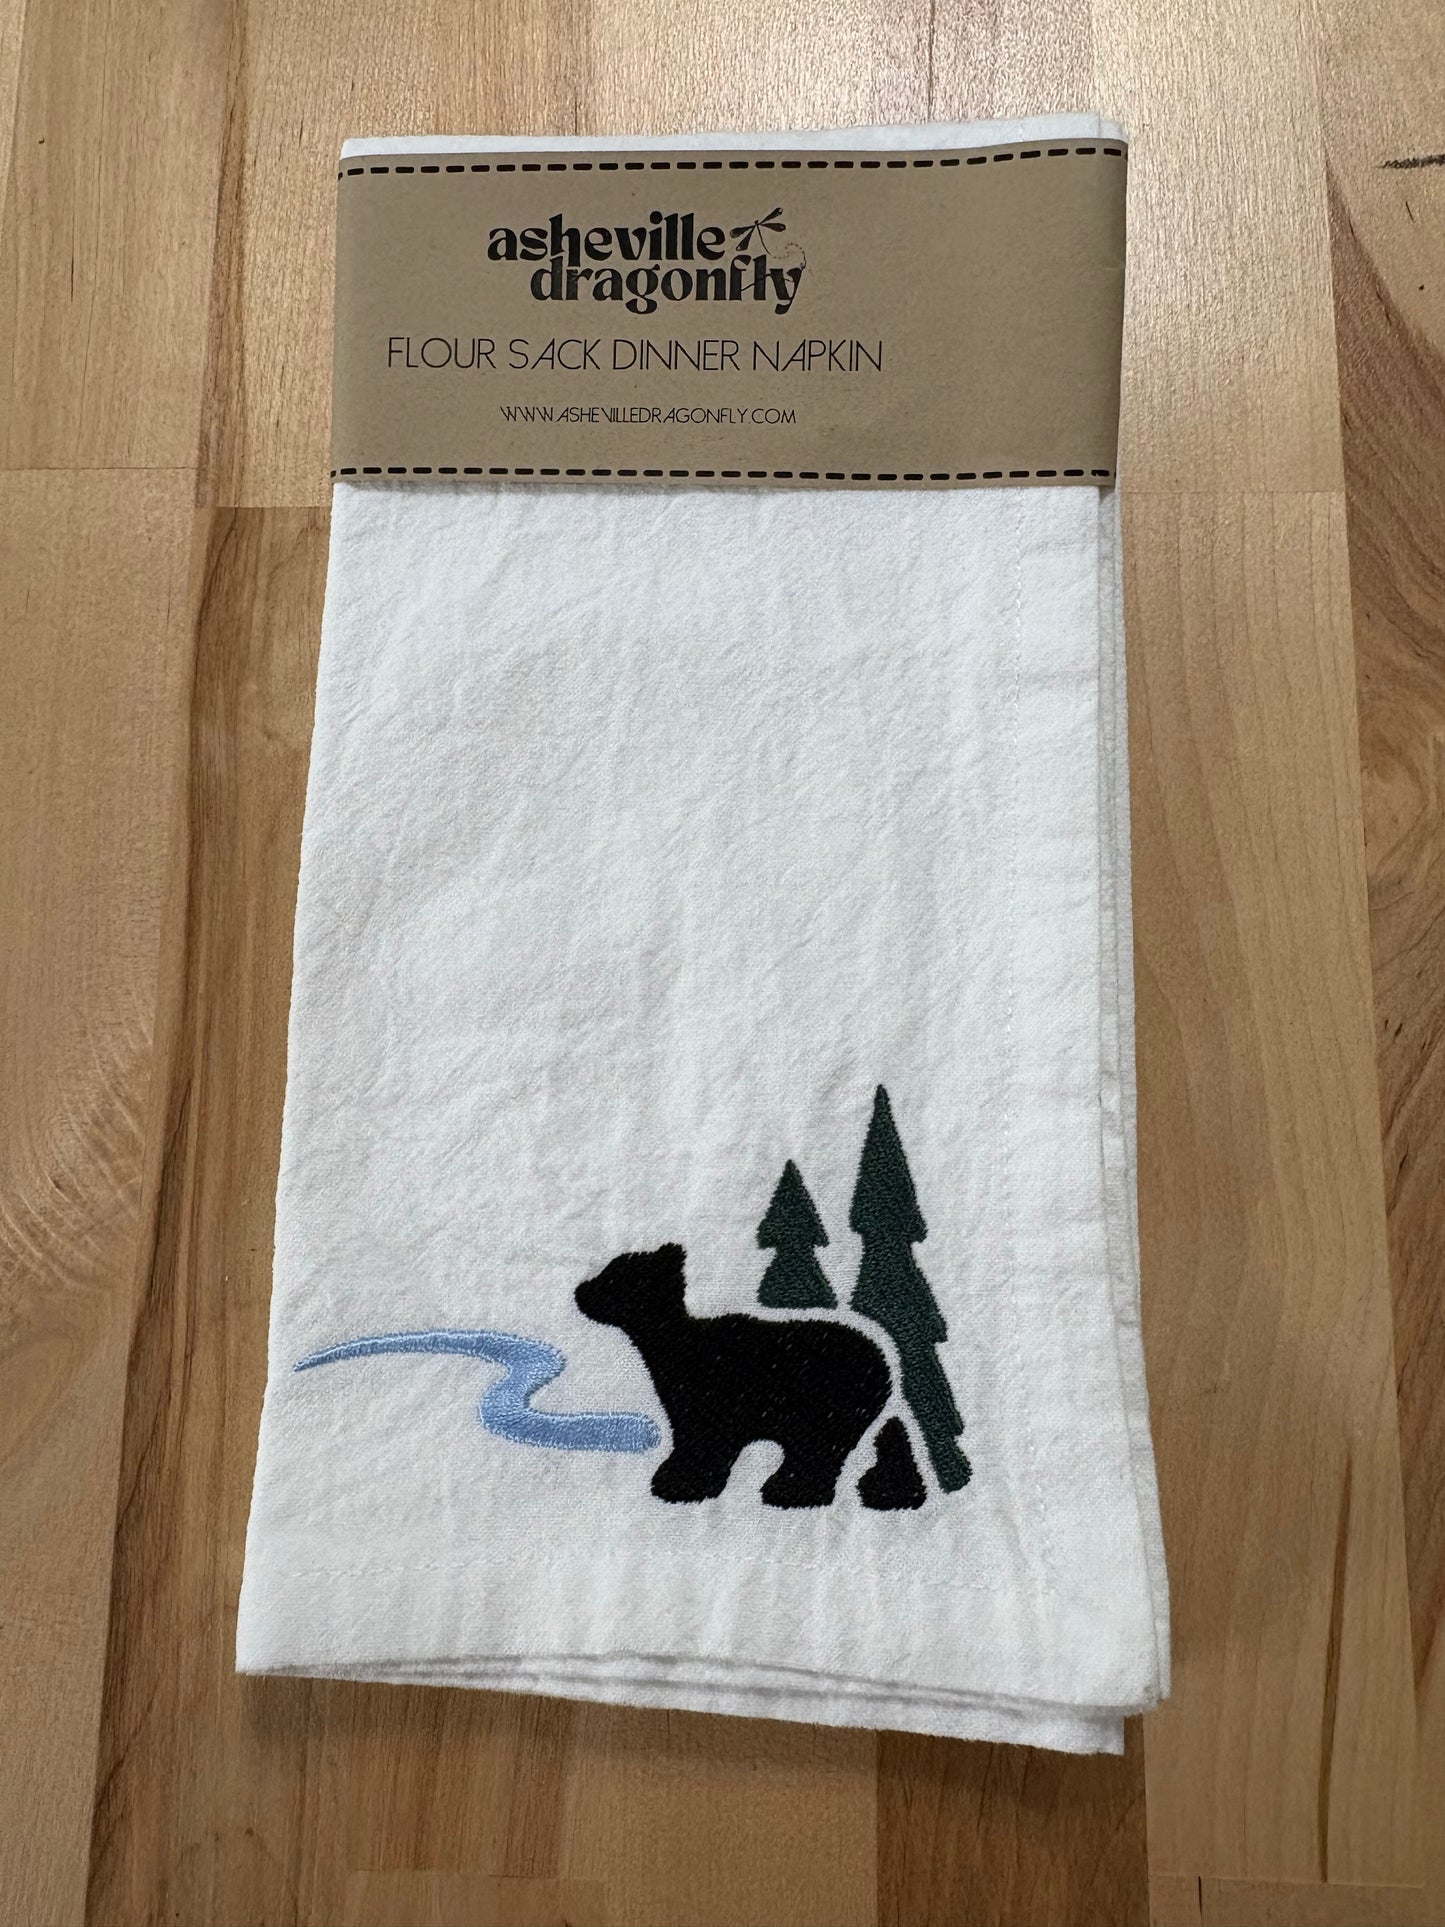 asheville
dragonfly
FLOUR SACK DINNER NAPKIN
WWW.ASHEVILLEDRAGONFLY.COM